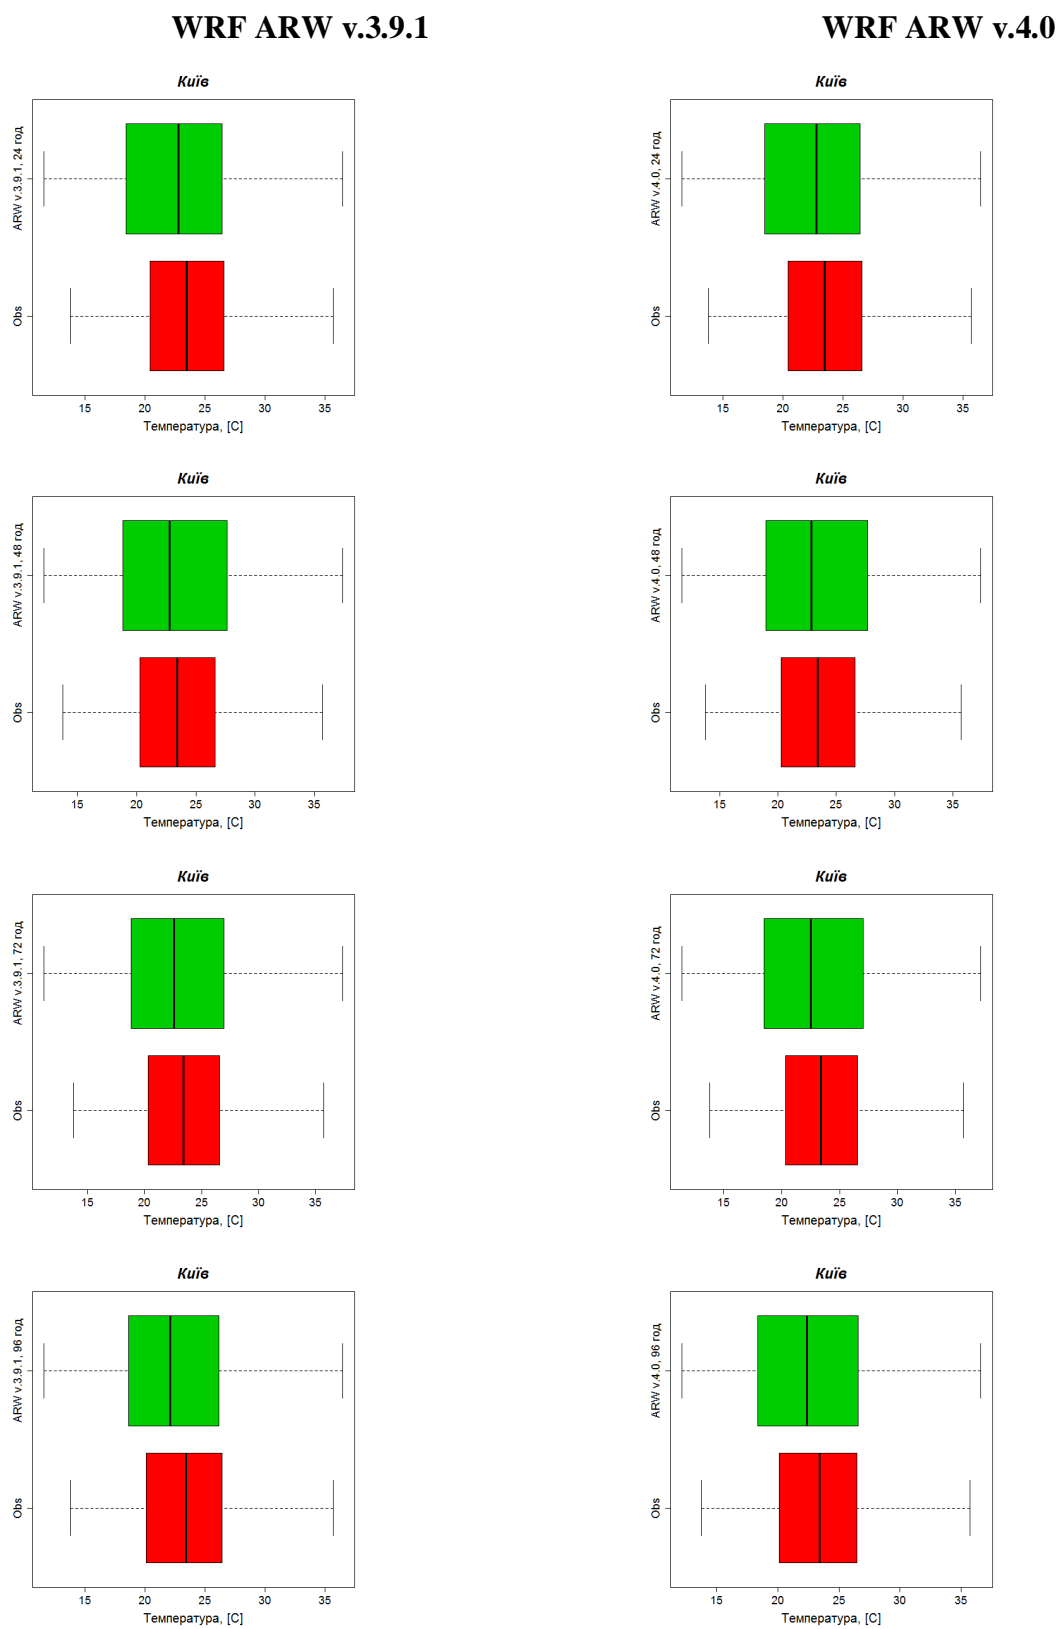 WRF ARW v.3.9.1
WRF ARW v.4.0
Київ
ARW v.3.9.1, 24 год
Obs
15 20 25 30 35
Температура, [C]
Київ
ARW v.4.0, 24 год
Obs
15 20 25 30 35
Температура, [C]
Київ
ARW v.3.9.1, 48 год
Obs
15 20 25 30 35
Температура, [C]
Київ
ARW v.4.0, 48 год
Obs
15 20 25 30 35
Температура, [C]
Київ
ARW v.3.9.1, 72 год
Obs
15 20 25 30 35
Температура, [C]
Київ
ARW v.4.0, 72 год
Obs
15 20 25 30 35
Температура, [C]
Київ
ARW v.3.9.1, 96 год
Obs
15 20 25 30 35
Температура, [C]
Київ
ARW v.4.0, 96 год
Obs
15 20 25 30 35
Температура, [C]